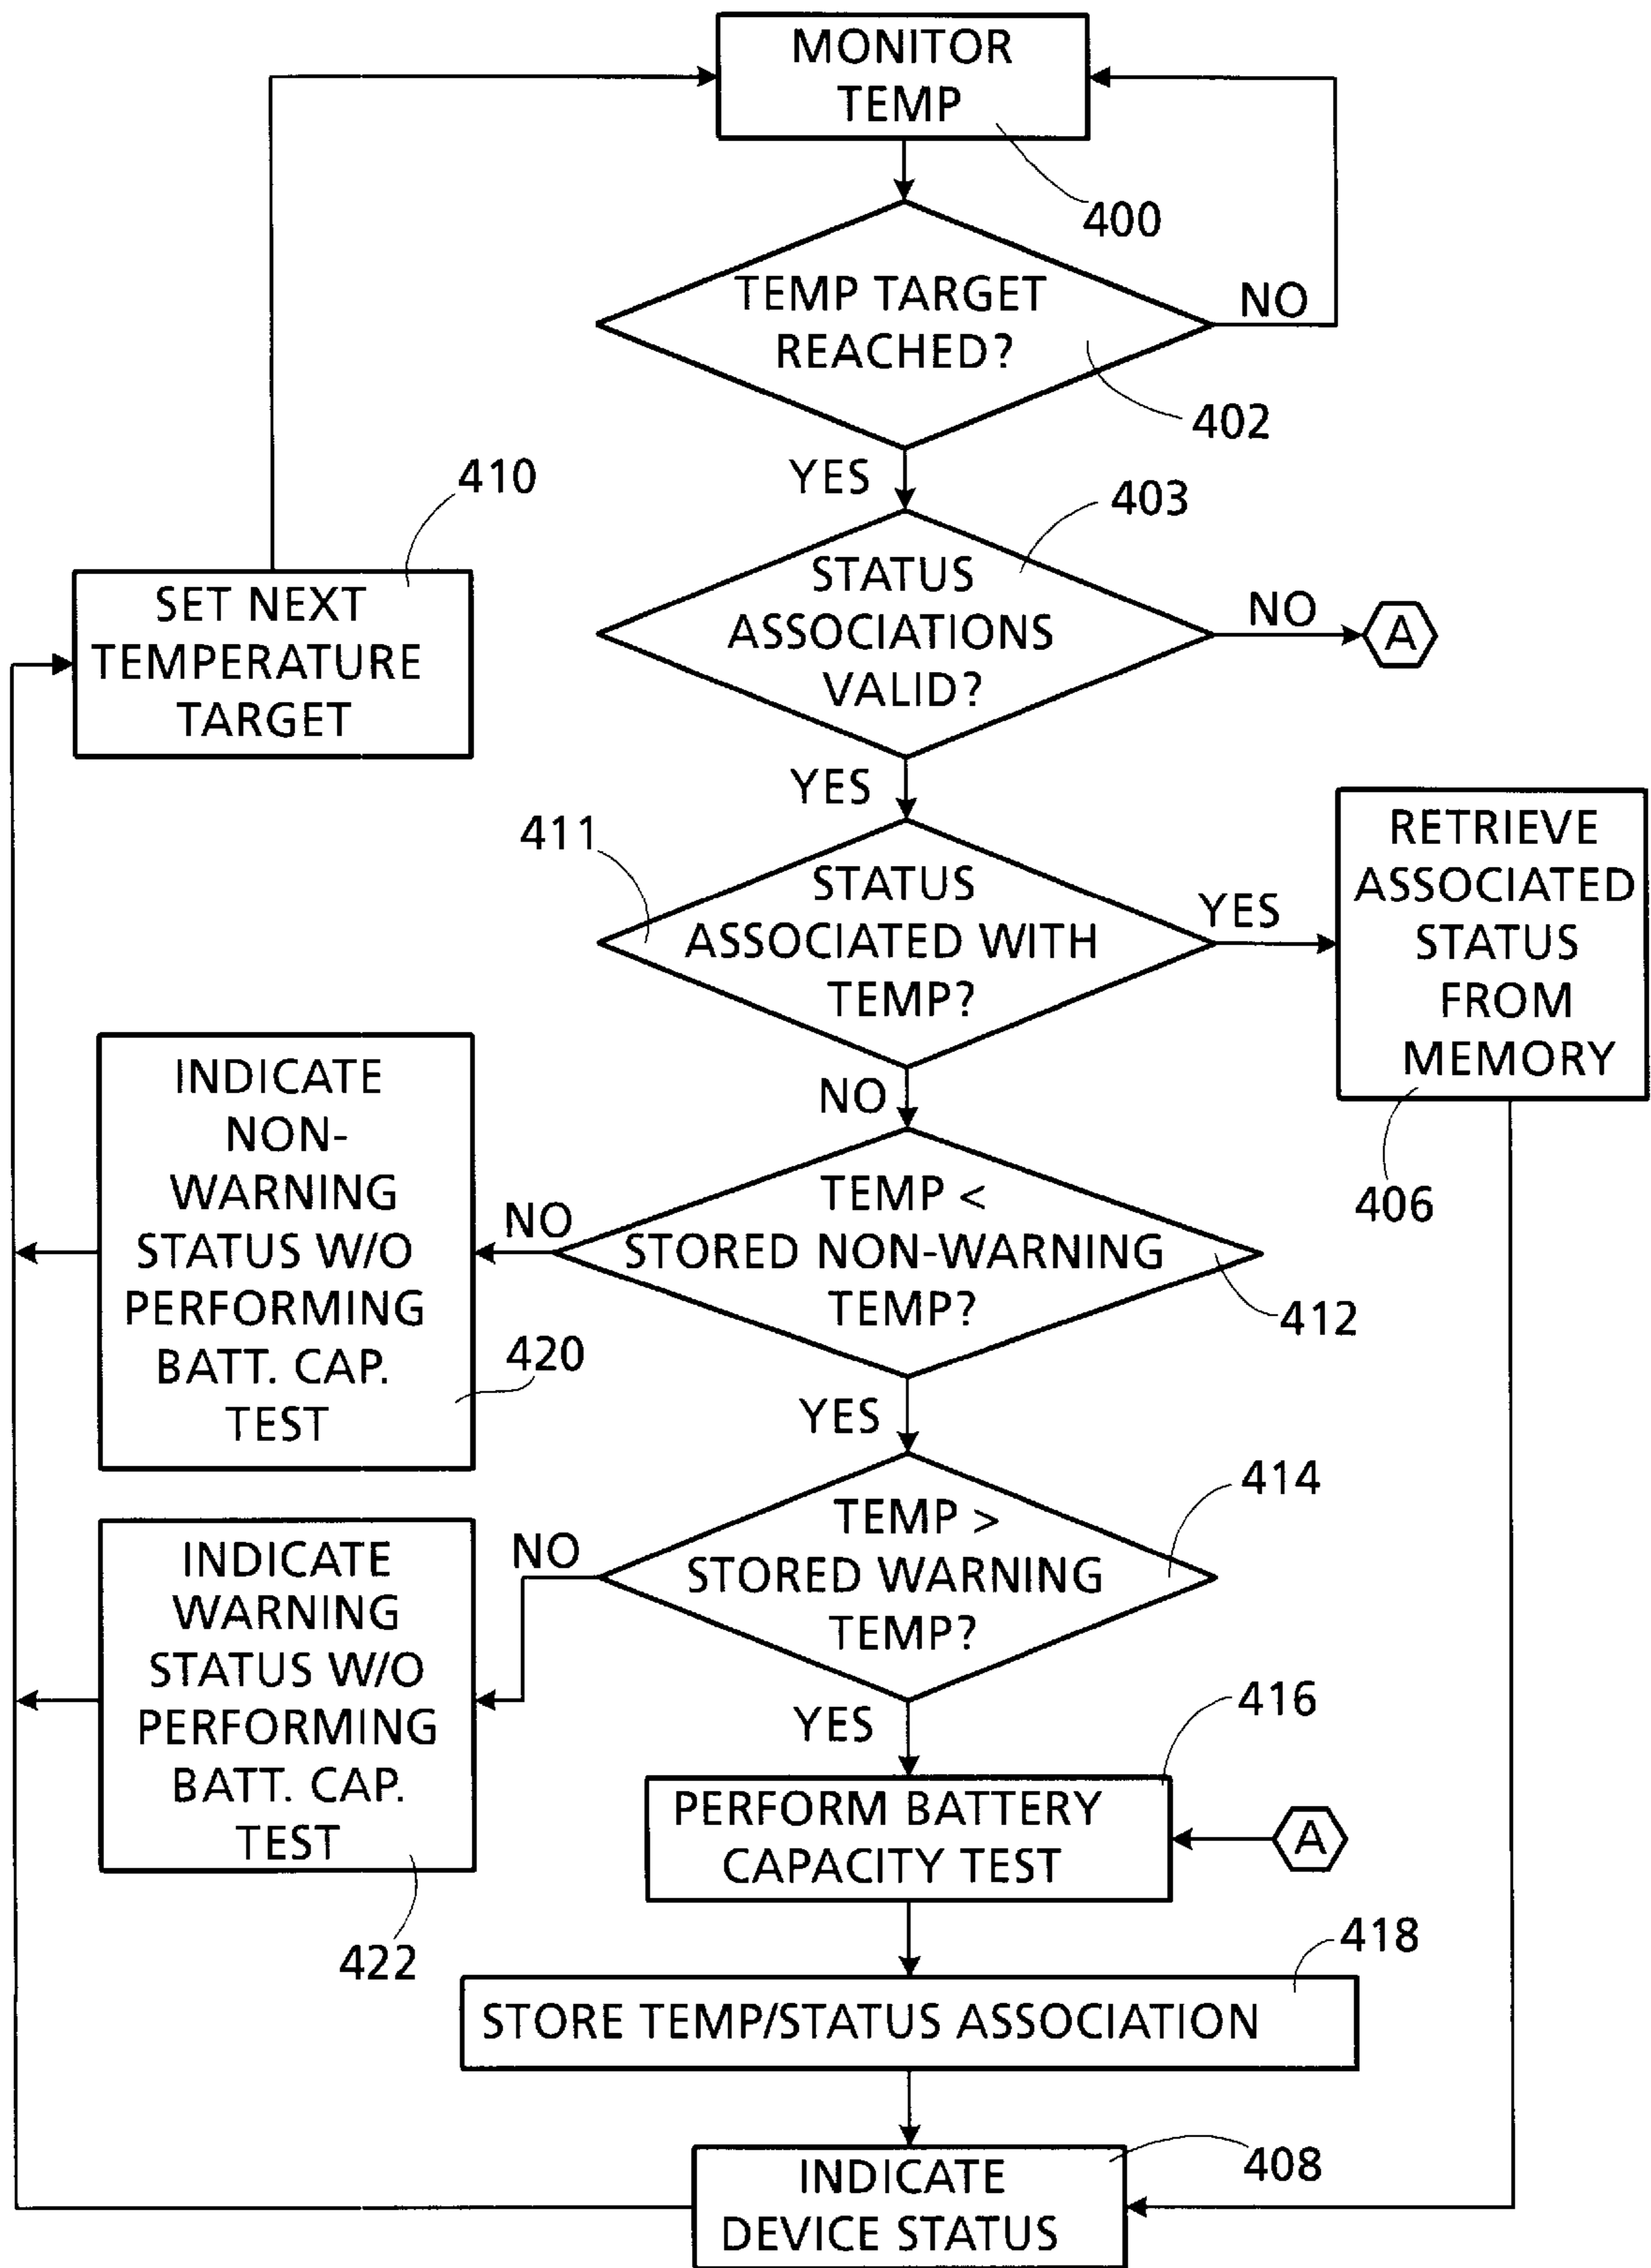 MONITOR
TEMP
400
TEMP TARGET
REACHED?
NO
402
YES
410
403
SET NEXT
TEMPERATURE
TARGET
STATUS
ASSOCIATIONS
VALID?
NO
A
YES
411
STATUS
ASSOCIATED WITH
TEMP?
YES
RETRIEVE
ASSOCIATED
STATUS
FROM
MEMORY
406
NO
INDICATE
NON-
WARNING
STATUS W/O
PERFORMING
BATT. CAP.
TEST
420
NO
TEMP <
STORED NON-WARNING
TEMP?
412
YES
414
TEMP >
STORED WARNING
TEMP?
NO
INDICATE
WARNING
STATUS W/O
PERFORMING
BATT. CAP.
TEST
422
YES
416
PERFORM BATTERY
CAPACITY TEST
A
418
STORE TEMP/STATUS ASSOCIATION
408
INDICATE
DEVICE STATUS